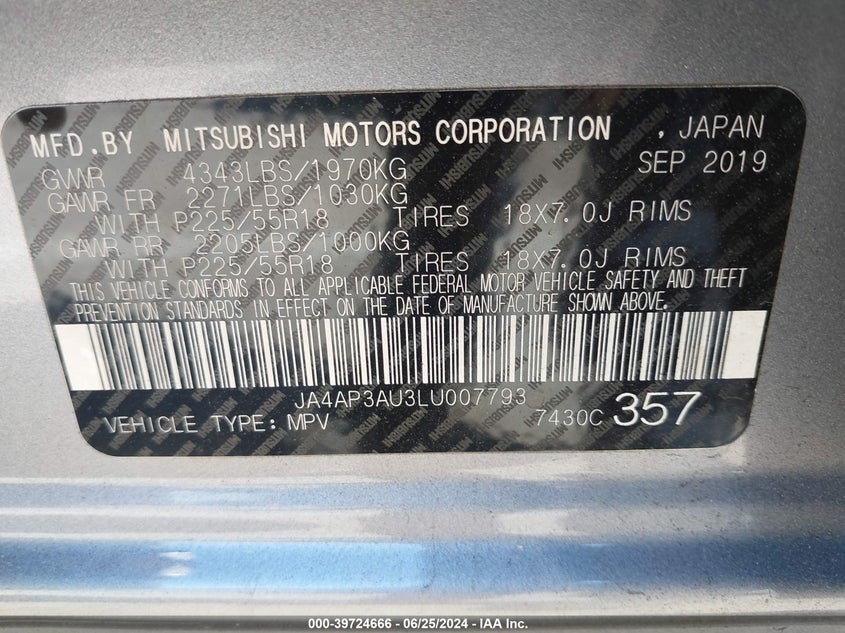 MFD.BY MITSUBISHI MOTORS CORPORATION , JAPAN
GVWR 4343LBS/1970KG SEP 2019
GAWR FR 2271LBS/1030KG
WITH P225/55R18 TIRES 18X7.0J RIMS
GAWR RR 2205LBS/1000KG
WITH P225/55R18 TIRES 18X7.0J RIMS
THIS VEHICLE CONFORMS TO ALL APPLICABLE FEDERAL MOTOR VEHICLE SAFETY AND THEFT
PREVENTION STANDARDS IN EFFECT ON THE DATE OF MANUFACTURE SHOWN ABOVE.
JA4AP3AU3LU007793
VEHICLE TYPE: MPV 7430C 357
000-39724666 - 06/25/2024 - IAA Inc.